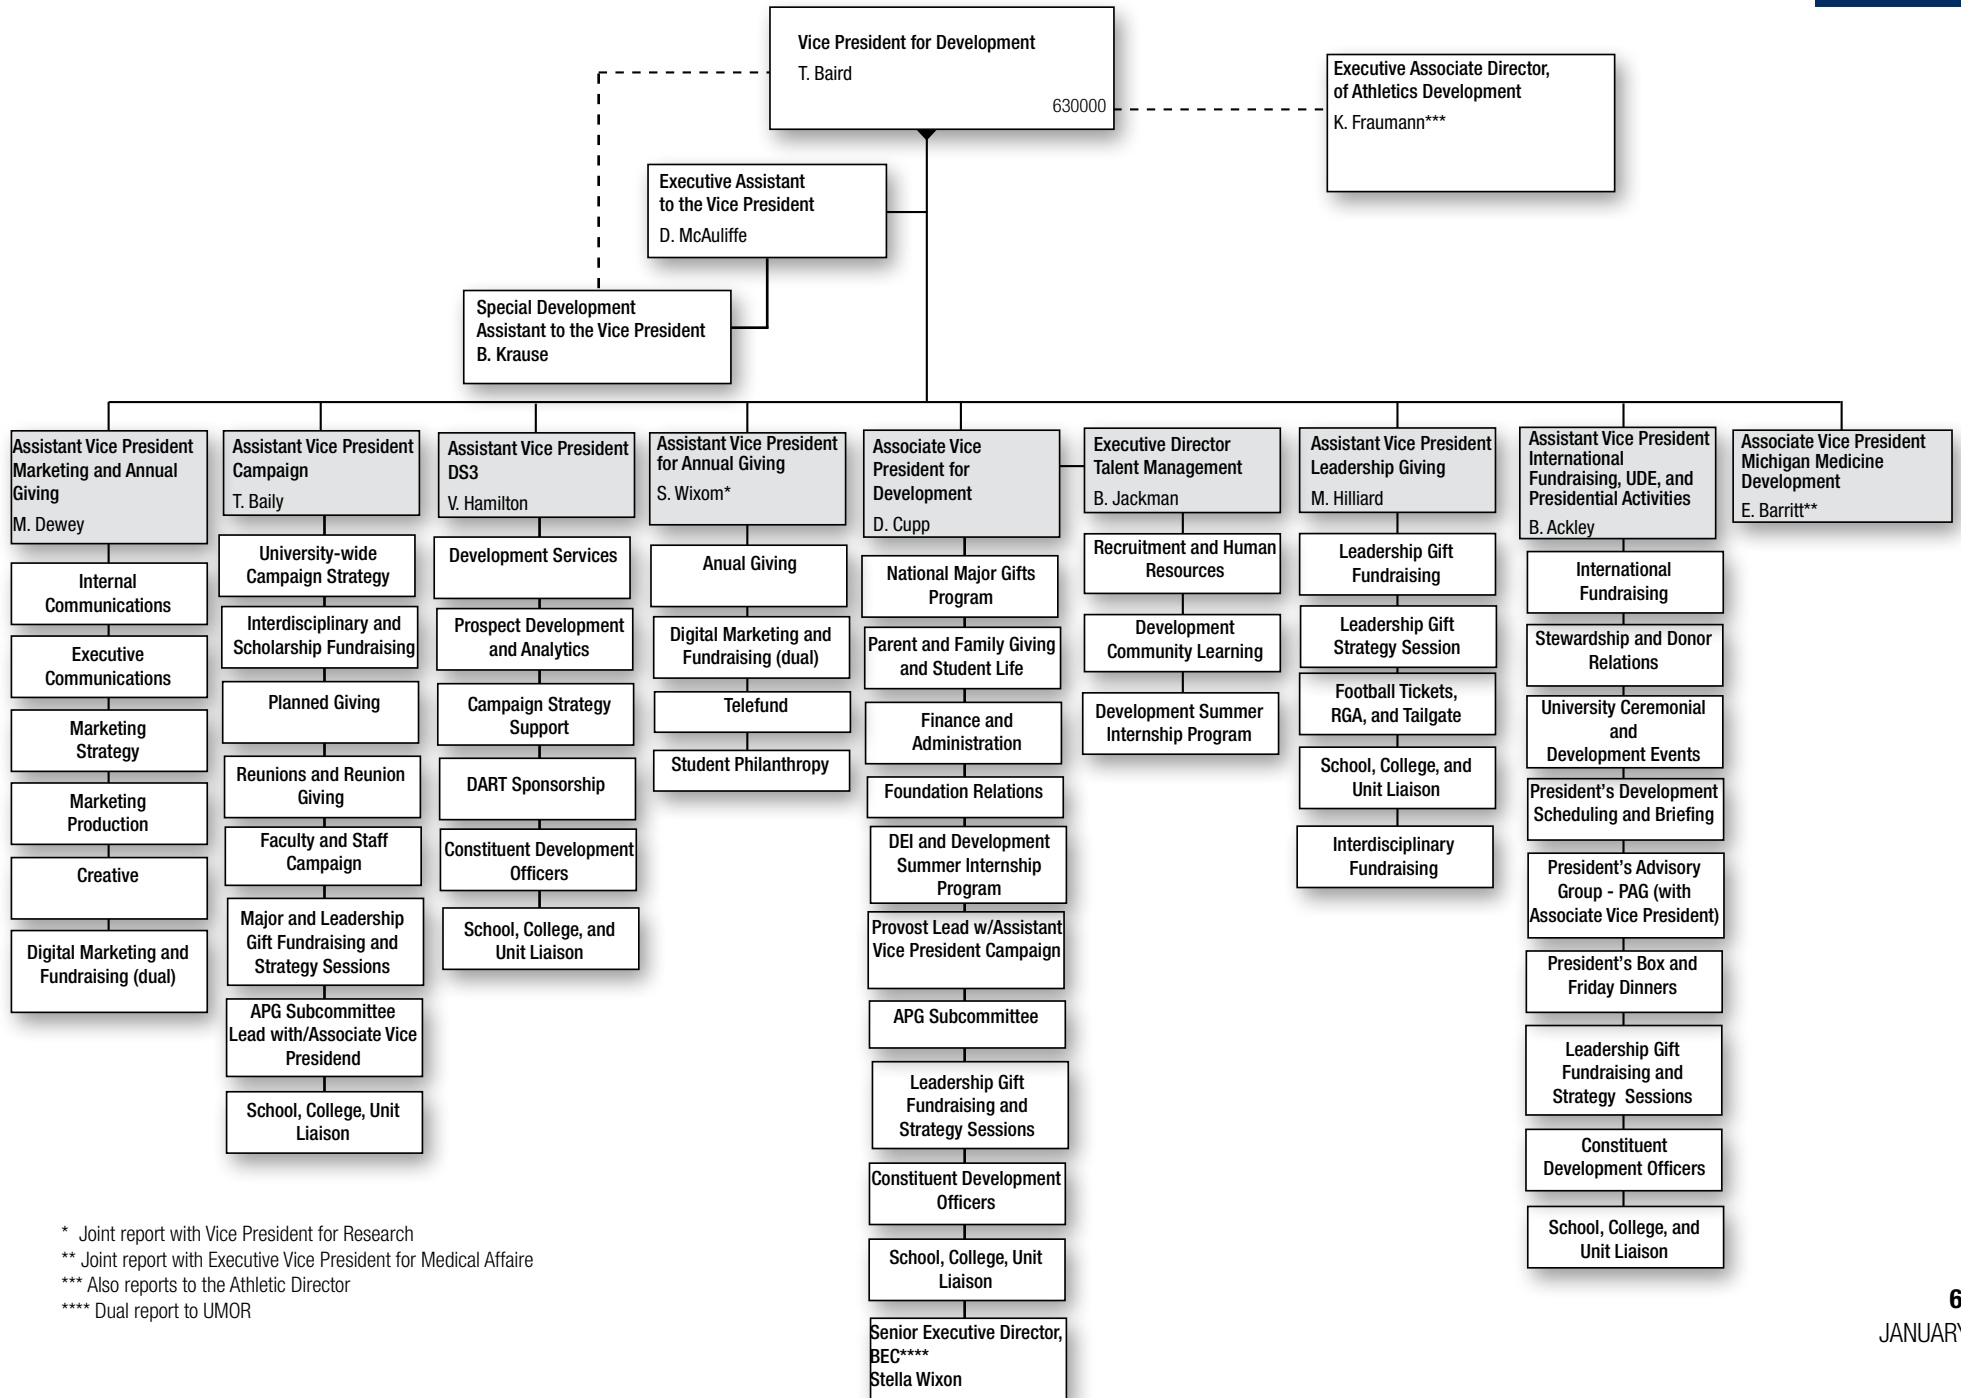 Vice President for Development
T. Baird
630000
Executive Associate Director,
of Athletics Development
K. Fraumann***
Executive Assistant
to the Vice President
D. McAuliffe
Special Development
Assistant to the Vice President
B. Krause
Assistant Vice President
Marketing and Annual
Giving
M. Dewey
Internal
Communications
Executive
Communications
Marketing
Strategy
Marketing
Production
Creative
Digital Marketing and
Fundraising (dual)
Assistant Vice President
Campaign
T. Baily
University-wide
Campaign Strategy
Interdisciplinary and
Scholarship Fundraising
Planned Giving
Reunions and Reunion
Giving
Faculty and Staff
Campaign
Major and Leadership
Gift Fundraising and
Strategy Sessions
APG Subcommittee
Lead with/Associate Vice
Presidend
School, College, Unit
Liaison
Assistant Vice President
DS3
V. Hamilton
Development Services
Prospect Development
and Analytics
Campaign Strategy
Support
DART Sponsorship
Constituent Development
Officers
School, College, and
Unit Liaison
Assistant Vice President
for Annual Giving
S. Wixom*
Anual Giving
Digital Marketing and
Fundraising (dual)
Telefund
Student Philanthropy
Associate Vice
President for
Development
D. Cupp
National Major Gifts
Program
Parent and Family Giving
and Student Life
Finance and
Administration
Foundation Relations
DEI and Development
Summer Internship
Program
Provost Lead w/Assistant
Vice President Campaign
APG Subcommittee
Leadership Gift
Fundraising and
Strategy Sessions
Constituent Development
Officers
School, College, Unit
Liaison
Senior Executive Director,
BEC****
Stella Wixon
Executive Director
Talent Management
B. Jackman
Recruitment and Human
Resources
Development
Community Learning
Development Summer
Internship Program
Assistant Vice President
Leadership Giving
M. Hilliard
Leadership Gift
Fundraising
Leadership Gift
Strategy Session
Football Tickets,
RGA, and Tailgate
School, College, and
Unit Liaison
Interdisciplinary
Fundraising
Assistant Vice President
International
Fundraising, UDE, and
Presidential Activities
B. Ackley
International
Fundraising
Stewardship and Donor
Relations
University Ceremonial
and
Development Events
President's Development
Scheduling and Briefing
President's Advisory
Group - PAG (with
Associate Vice President)
President's Box and
Friday Dinners
Leadership Gift
Fundraising and
Strategy Sessions
Constituent
Development Officers
School, College, and
Unit Liaison
Associate Vice President
Michigan Medicine
Development
E. Barritt**
* Joint report with Vice President for Research
** Joint report with Executive Vice President for Medical Affaire
*** Also reports to the Athletic Director
**** Dual report to UMOR
6
JANUARY